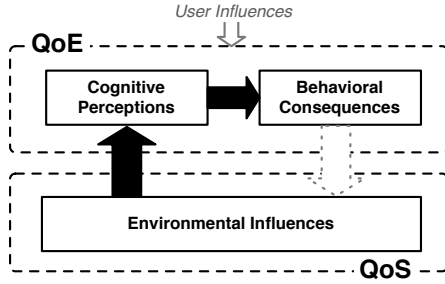 User Influences
QoE
Cognitive
Perceptions
Behavioral
Consequences
Environmental Influences
QoS